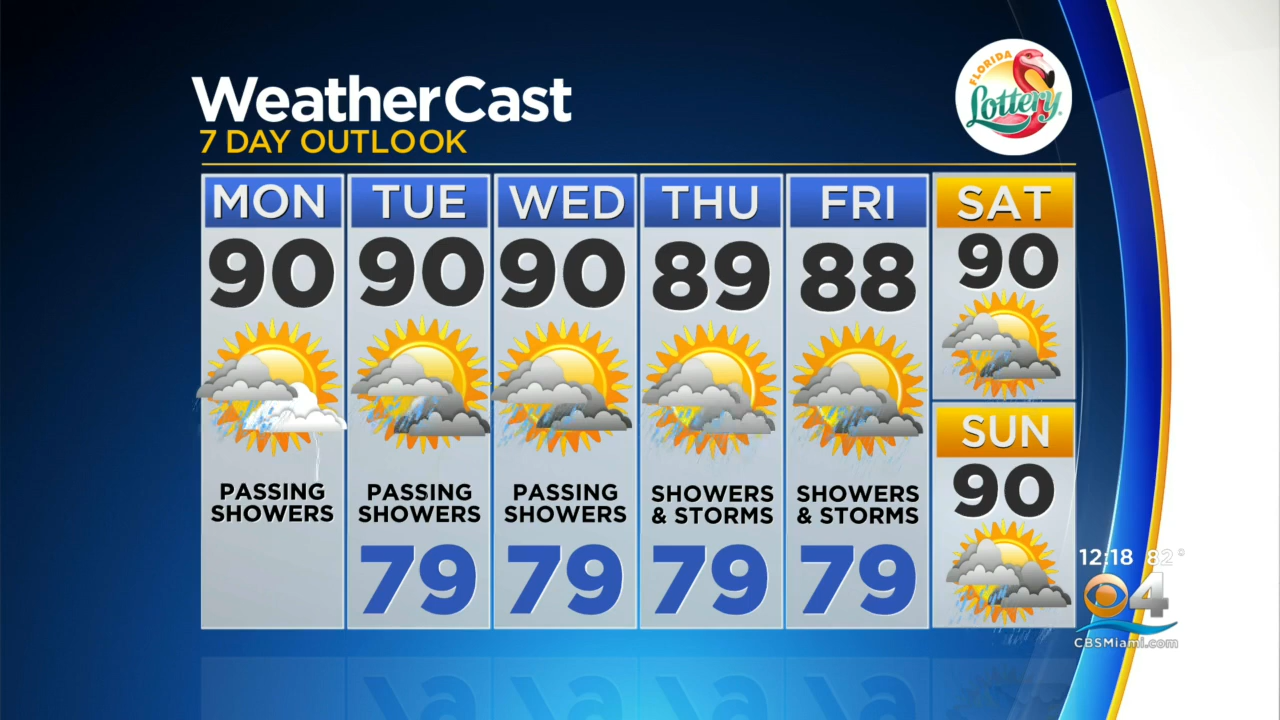 WeatherCast
7 DAY OUTLOOK
FLORIDA
Lottery
MON
90
PASSING
SHOWERS
TUE
90
PASSING
SHOWERS
79
WED
90
PASSING
SHOWERS
79
THU
89
SHOWERS
& STORMS
79
FRI
88
SHOWERS
& STORMS
79
SAT
90
SUN
90
12:18 82°
4
CBSMiami.com